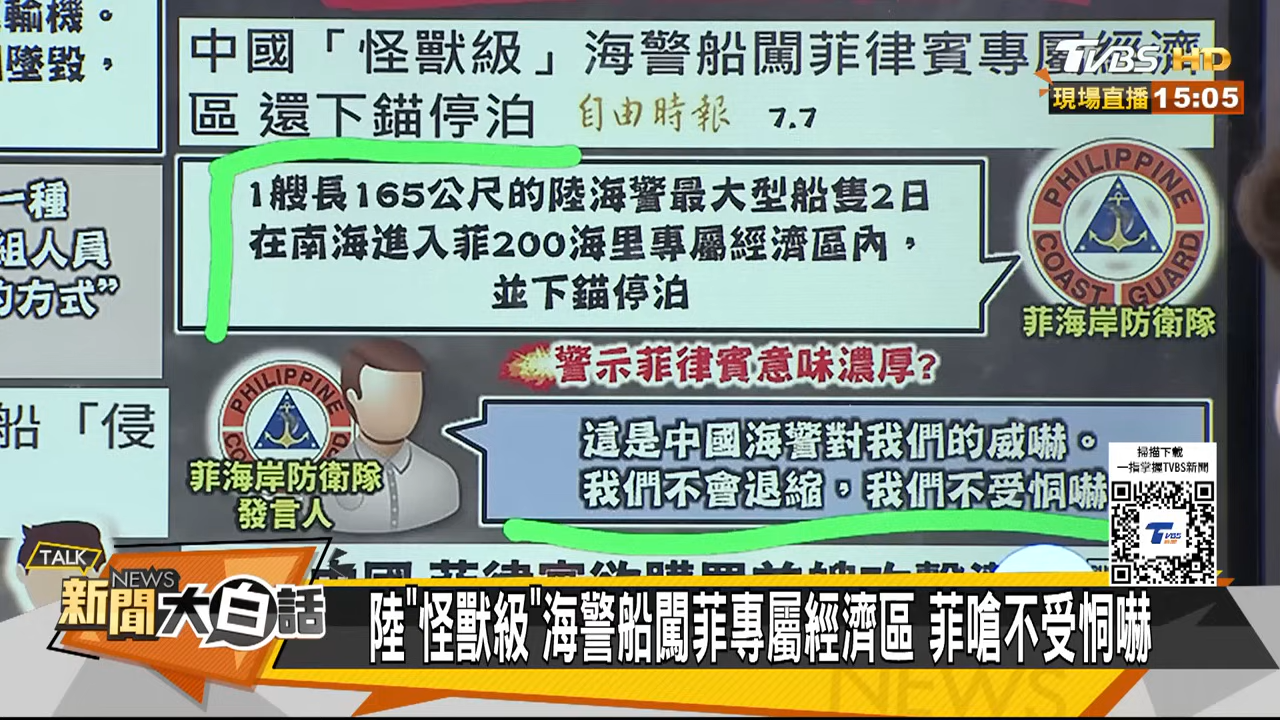 輸機。
墜毀，
中國「怪獸級」海警船闖菲律賓專屬經濟
區 還下錨停泊 自由時報 7.7
TVBS HD
現場直播 15:05
1艘長165公尺的陸海警最大型船隻2日
在南海進入菲200海里專屬經濟區內，
並下錨停泊
PHILIPPINE
COAST GUARD
菲海岸防衛隊
一種
組人員
的方式”
警示菲律賓意味濃厚?
PHILIPPINE
菲海岸防衛隊
發言人
這是中國海警對我們的威嚇。
我們不會退縮，我們不受恫嚇
船「侵
掃描下載
一指掌握TVBS新聞
TVBS
新聞
TALK
NEWS
新聞大白話
陸"怪獸級"海警船闖菲專屬經濟區 菲嗆不受恫嚇
NEWS